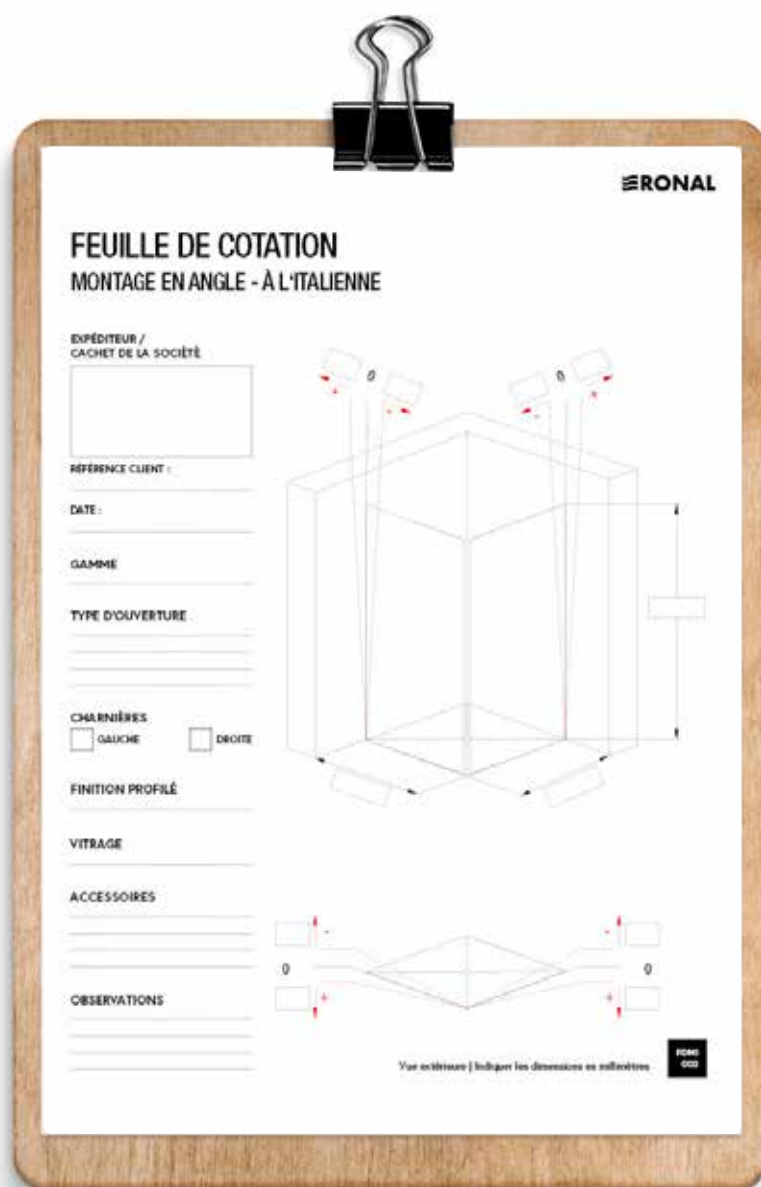 RONAL
FEUILLE DE COTATION
MONTAGE EN ANGLE - À L'ITALIENNE
EXPÉDITEUR /
CACHET DE LA SOCIÉTÉ
RÉFÉRENCE CLIENT :
DATE :
GAMME
TYPE D'OUVERTURE
CHARNIÈRES
GAUCHE DROITE
FINITION PROFILÉ
VITRAGE
ACCESSOIRES
OBSERVATIONS
0 0
+ - - +
- -
0 0
+ +
Vue extérieure | Indiquer les dimensions en millimètres